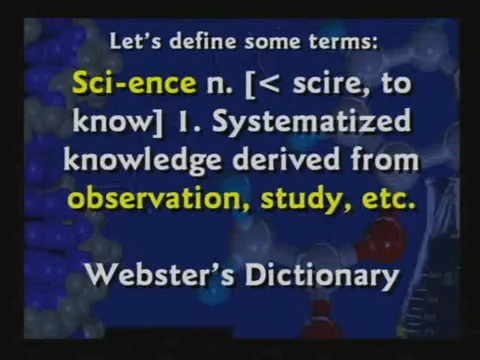 Let's define some terms:
Sci-ence n. [< scire, to
know] 1. Systematized
knowledge derived from
observation, study, etc.
Webster's Dictionary